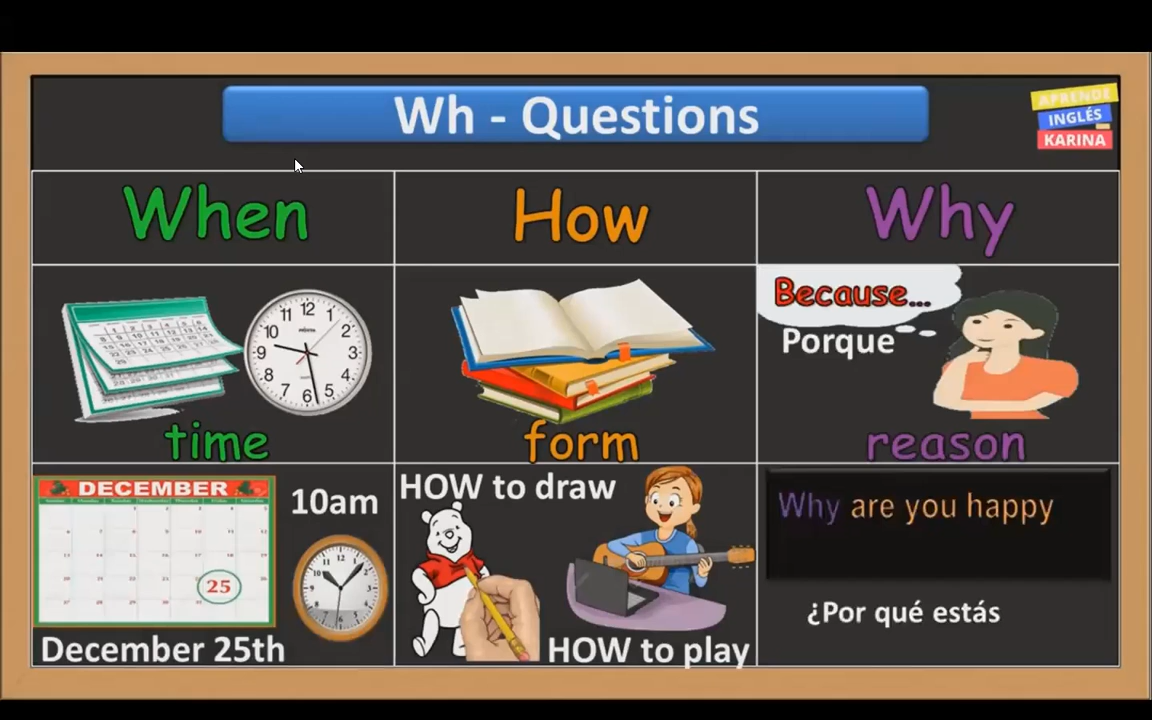 Wh - Questions
APRENDE
INGLÉS
KARINA
When
How
Why
time
form
Because...
Porque
reason
DECEMBER
25
December 25th
10am
HOW to draw
HOW to play
Why are you happy
¿Por qué estás